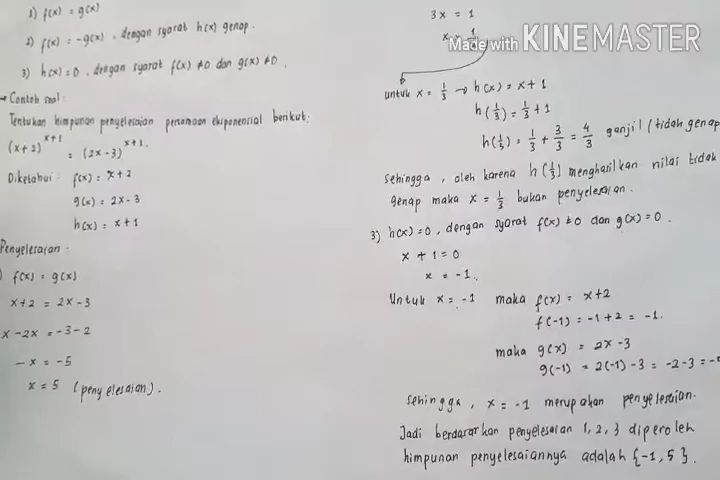 1) f(x) = g(x)
2) f(x) = -g(x), dengan syarat h(x) genap.
3) h(x) = 0, dengan syarat f(x) ≠ 0 dan g(x) ≠ 0.
→ Contoh soal:
Tentukan himpunan penyelesaian persamaan eksponensial berikut:
(x+2)^{x+1} = (2x-3)^{x+1}.
Diketahui: f(x) = x+2
g(x) = 2x-3
h(x) = x+1
Penyelesaian:
) f(x) = g(x)
x+2 = 2x-3
x-2x = -3-2
-x = -5
x = 5 (penyelesaian).
3x = 1
x = 1
Made with KINEMASTER
untuk x = 1/3 → h(x) = x+1
h(1/3) = 1/3 + 1
h(1/3) = 1/3 + 3/3 = 4/3 ganjil (tidak genap
Sehingga, oleh karena h(1/3) menghasilkan nilai tidak
genap maka x = 1/3 bukan penyelesaian.
3) h(x) = 0, dengan syarat f(x) ≠ 0 dan g(x) = 0.
x + 1 = 0
x = -1.
Untuk x = -1 maka f(x) = x+2
f(-1) = -1+2 = -1.
maka g(x) = 2x-3
g(-1) = 2(-1)-3 = -2-3 = -
Sehingga, x = -1 merupakan penyelesaian.
Jadi berdasarkan penyelesaian 1, 2, 3 diperoleh
himpunan penyelesaiannya adalah {-1, 5}.